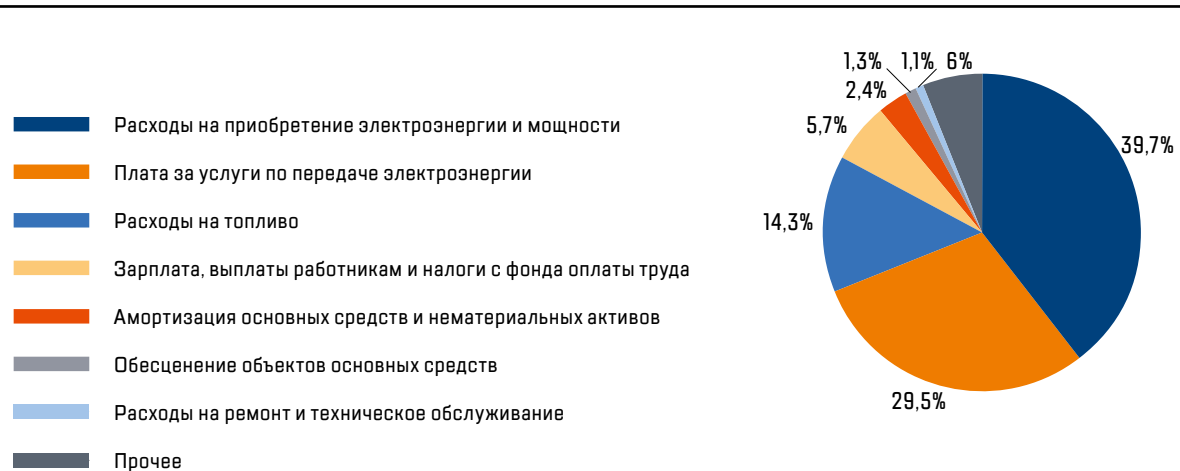 Расходы на приобретение электроэнергии и мощности
Плата за услуги по передаче электроэнергии
Расходы на топливо
Зарплата, выплаты работникам и налоги с фонда оплаты труда
Амортизация основных средств и нематериальных активов
Обесценение объектов основных средств
Расходы на ремонт и техническое обслуживание
Прочее
1,3% 1,1% 6%
2,4%
5,7%
39,7%
14,3%
29,5%